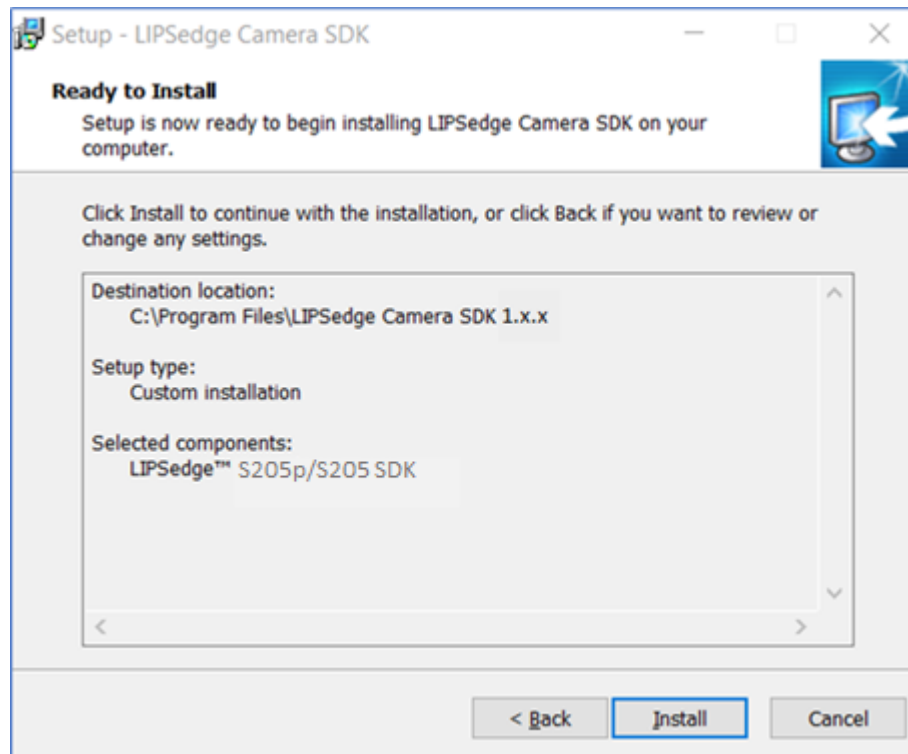 Setup - LIPSedge Camera SDK
Ready to Install
Setup is now ready to begin installing LIPSedge Camera SDK on your
computer.
Click Install to continue with the installation, or click Back if you want to review or
change any settings.
Destination location:
C:\Program Files\LIPSedge Camera SDK 1.x.x
Setup type:
Custom installation
Selected components:
LIPSedge™ S205p/S205 SDK
< Back
Install
Cancel